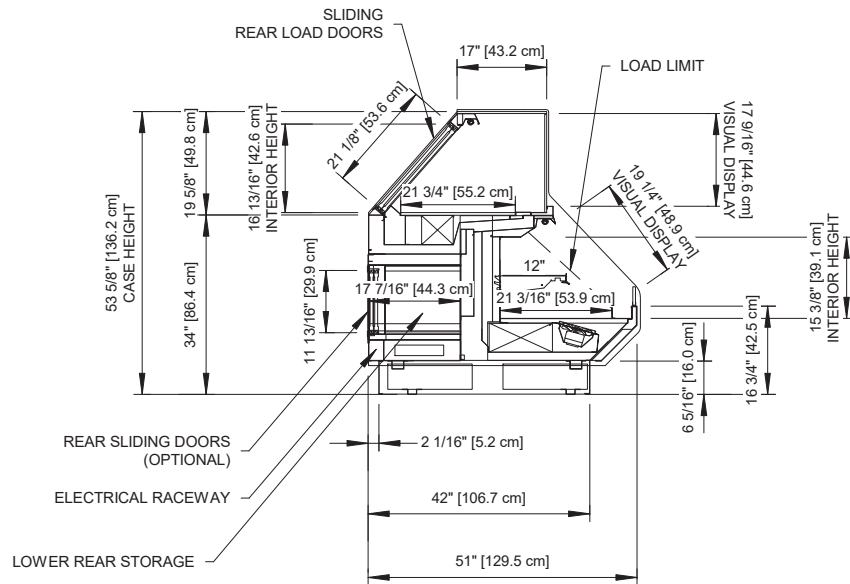 SLIDING
REAR LOAD DOORS
17" [43.2 cm]
LOAD LIMIT
21 1/8" [53.6 cm]
53 5/8" [136.2 cm]
CASE HEIGHT
19 5/8" [49.8 cm]
16 13/16" [42.6 cm]
INTERIOR HEIGHT
17 9/16" [44.6 cm]
VISUAL DISPLAY
19 1/4" [48.9 cm]
VISUAL DISPLAY
21 3/4" [55.2 cm]
34" [86.4 cm]
11 13/16" [29.9 cm]
17 7/16" [44.3 cm]
12"
21 3/16" [53.9 cm]
15 3/8" [39.1 cm]
INTERIOR HEIGHT
16 3/4" [42.5 cm]
6 5/16" [16.0 cm]
REAR SLIDING DOORS
(OPTIONAL)
2 1/16" [5.2 cm]
ELECTRICAL RACEWAY
42" [106.7 cm]
LOWER REAR STORAGE
51" [129.5 cm]